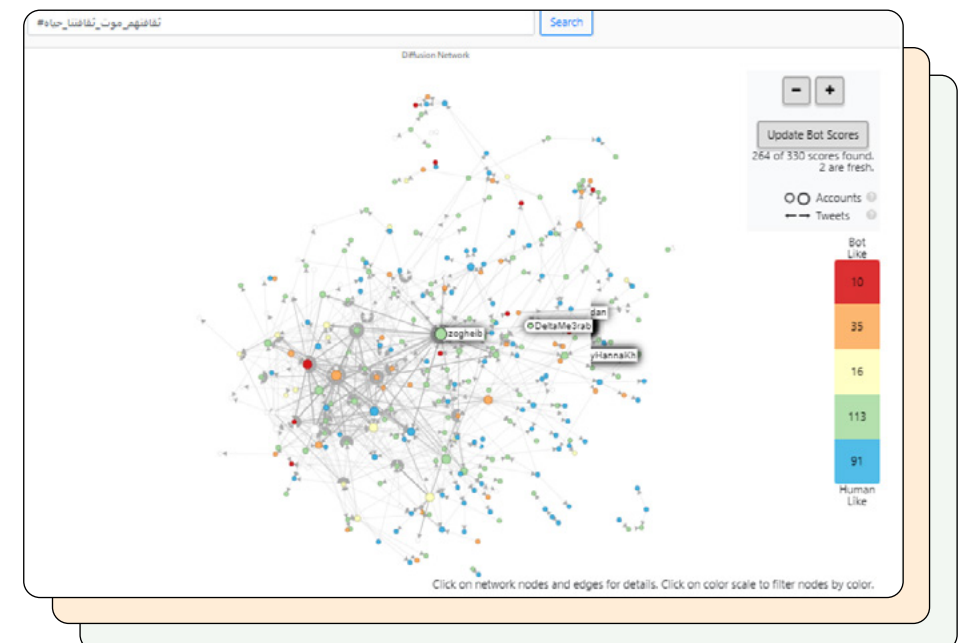 #ثقافتهم_موت_ثقافتنا_حياه
Search
Diffusion Network
- +
Update Bot Scores
264 of 330 scores found.
2 are fresh.
Accounts
Tweets
Bot
Like
10
35
16
113
91
Human
Like
dan
@DeltaMe3rab
zogheib
yHannaKh
Click on network nodes and edges for details. Click on color scale to filter nodes by color.